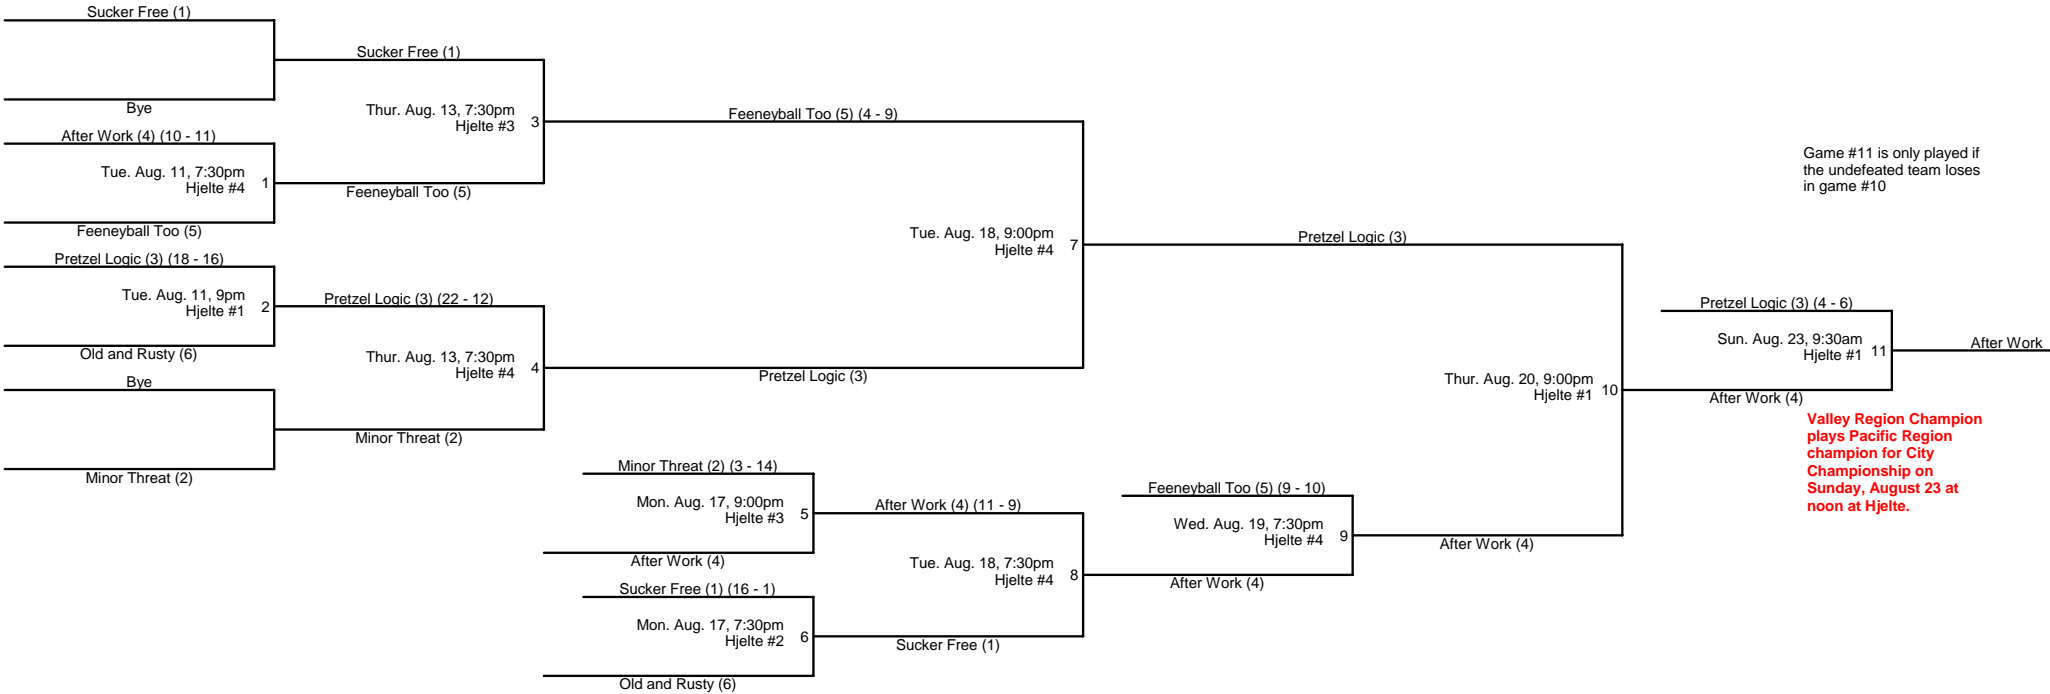 Sucker Free (1)
Bye
After Work (4) (10 - 11)
Tue. Aug. 11, 7:30pm
Hjelte #4
1
Feeneyball Too (5)
Pretzel Logic (3) (18 - 16)
Tue. Aug. 11, 9pm
Hjelte #1
2
Old and Rusty (6)
Bye
Minor Threat (2)
Sucker Free (1)
Thur. Aug. 13, 7:30pm
Hjelte #3
3
Feeneyball Too (5)
Pretzel Logic (3) (22 - 12)
Thur. Aug. 13, 7:30pm
Hjelte #4
4
Minor Threat (2)
Feeneyball Too (5) (4 - 9)
Tue. Aug. 18, 9:00pm
Hjelte #4
7
Pretzel Logic (3)
Minor Threat (2) (3 - 14)
Mon. Aug. 17, 9:00pm
Hjelte #3
5
After Work (4)
Sucker Free (1) (16 - 1)
Mon. Aug. 17, 7:30pm
Hjelte #2
6
Old and Rusty (6)
After Work (4) (11 - 9)
Tue. Aug. 18, 7:30pm
Hjelte #4
8
Sucker Free (1)
Feeneyball Too (5) (9 - 10)
Wed. Aug. 19, 7:30pm
Hjelte #4
9
After Work (4)
Pretzel Logic (3)
Thur. Aug. 20, 9:00pm
Hjelte #1
10
After Work (4)
Game #11 is only played if
the undefeated team loses
in game #10
Pretzel Logic (3) (4 - 6)
Sun. Aug. 23, 9:30am
Hjelte #1
11
After Work (4)
After Work
Valley Region Champion
plays Pacific Region
champion for City
Championship on
Sunday, August 23 at
noon at Hjelte.